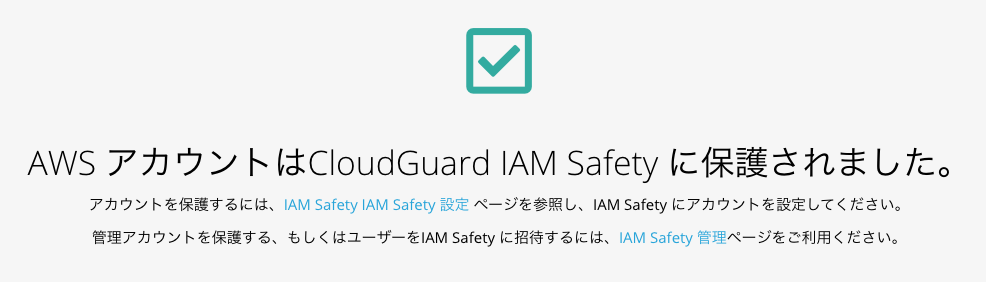 AWS アカウントはCloudGuard IAM Safety に保護されました。
アカウントを保護するには、IAM Safety IAM Safety 設定 ページを参照し、IAM Safety にアカウントを設定してください。
管理アカウントを保護する、もしくはユーザーをIAM Safety に招待するには、IAM Safety 管理ページをご利用ください。